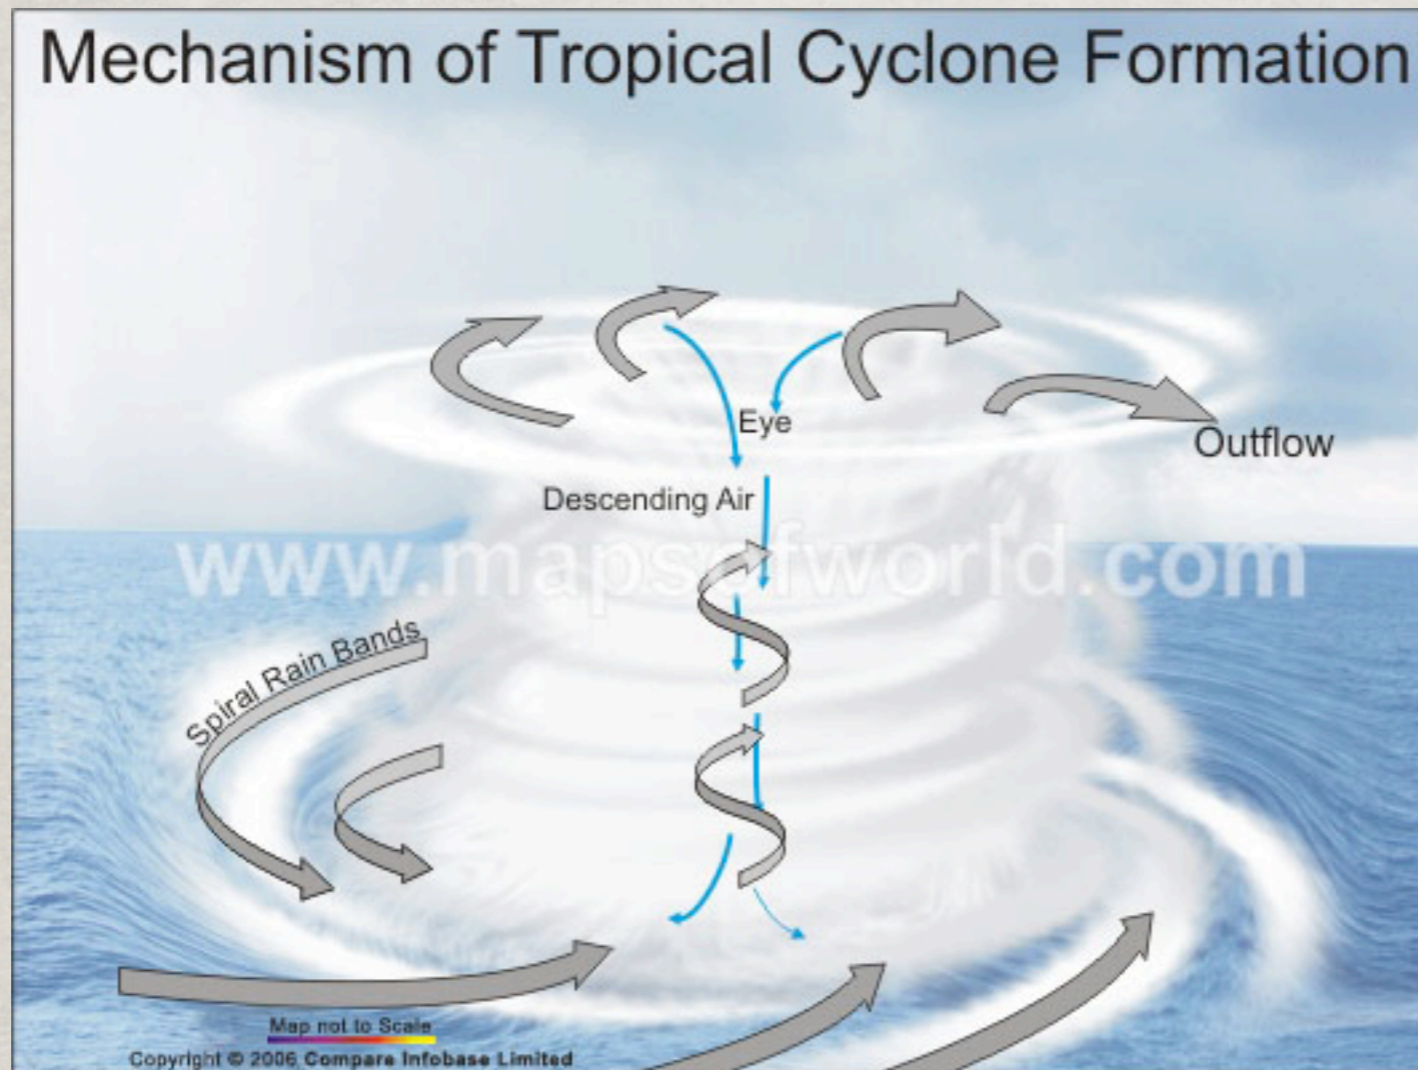 Mechanism of Tropical Cyclone Formation
Eye
Outflow
Descending Air
www.mapsofworld.com
Spiral Rain Bands
Map not to Scale
Copyright © 2006 Compare Infobase Limited